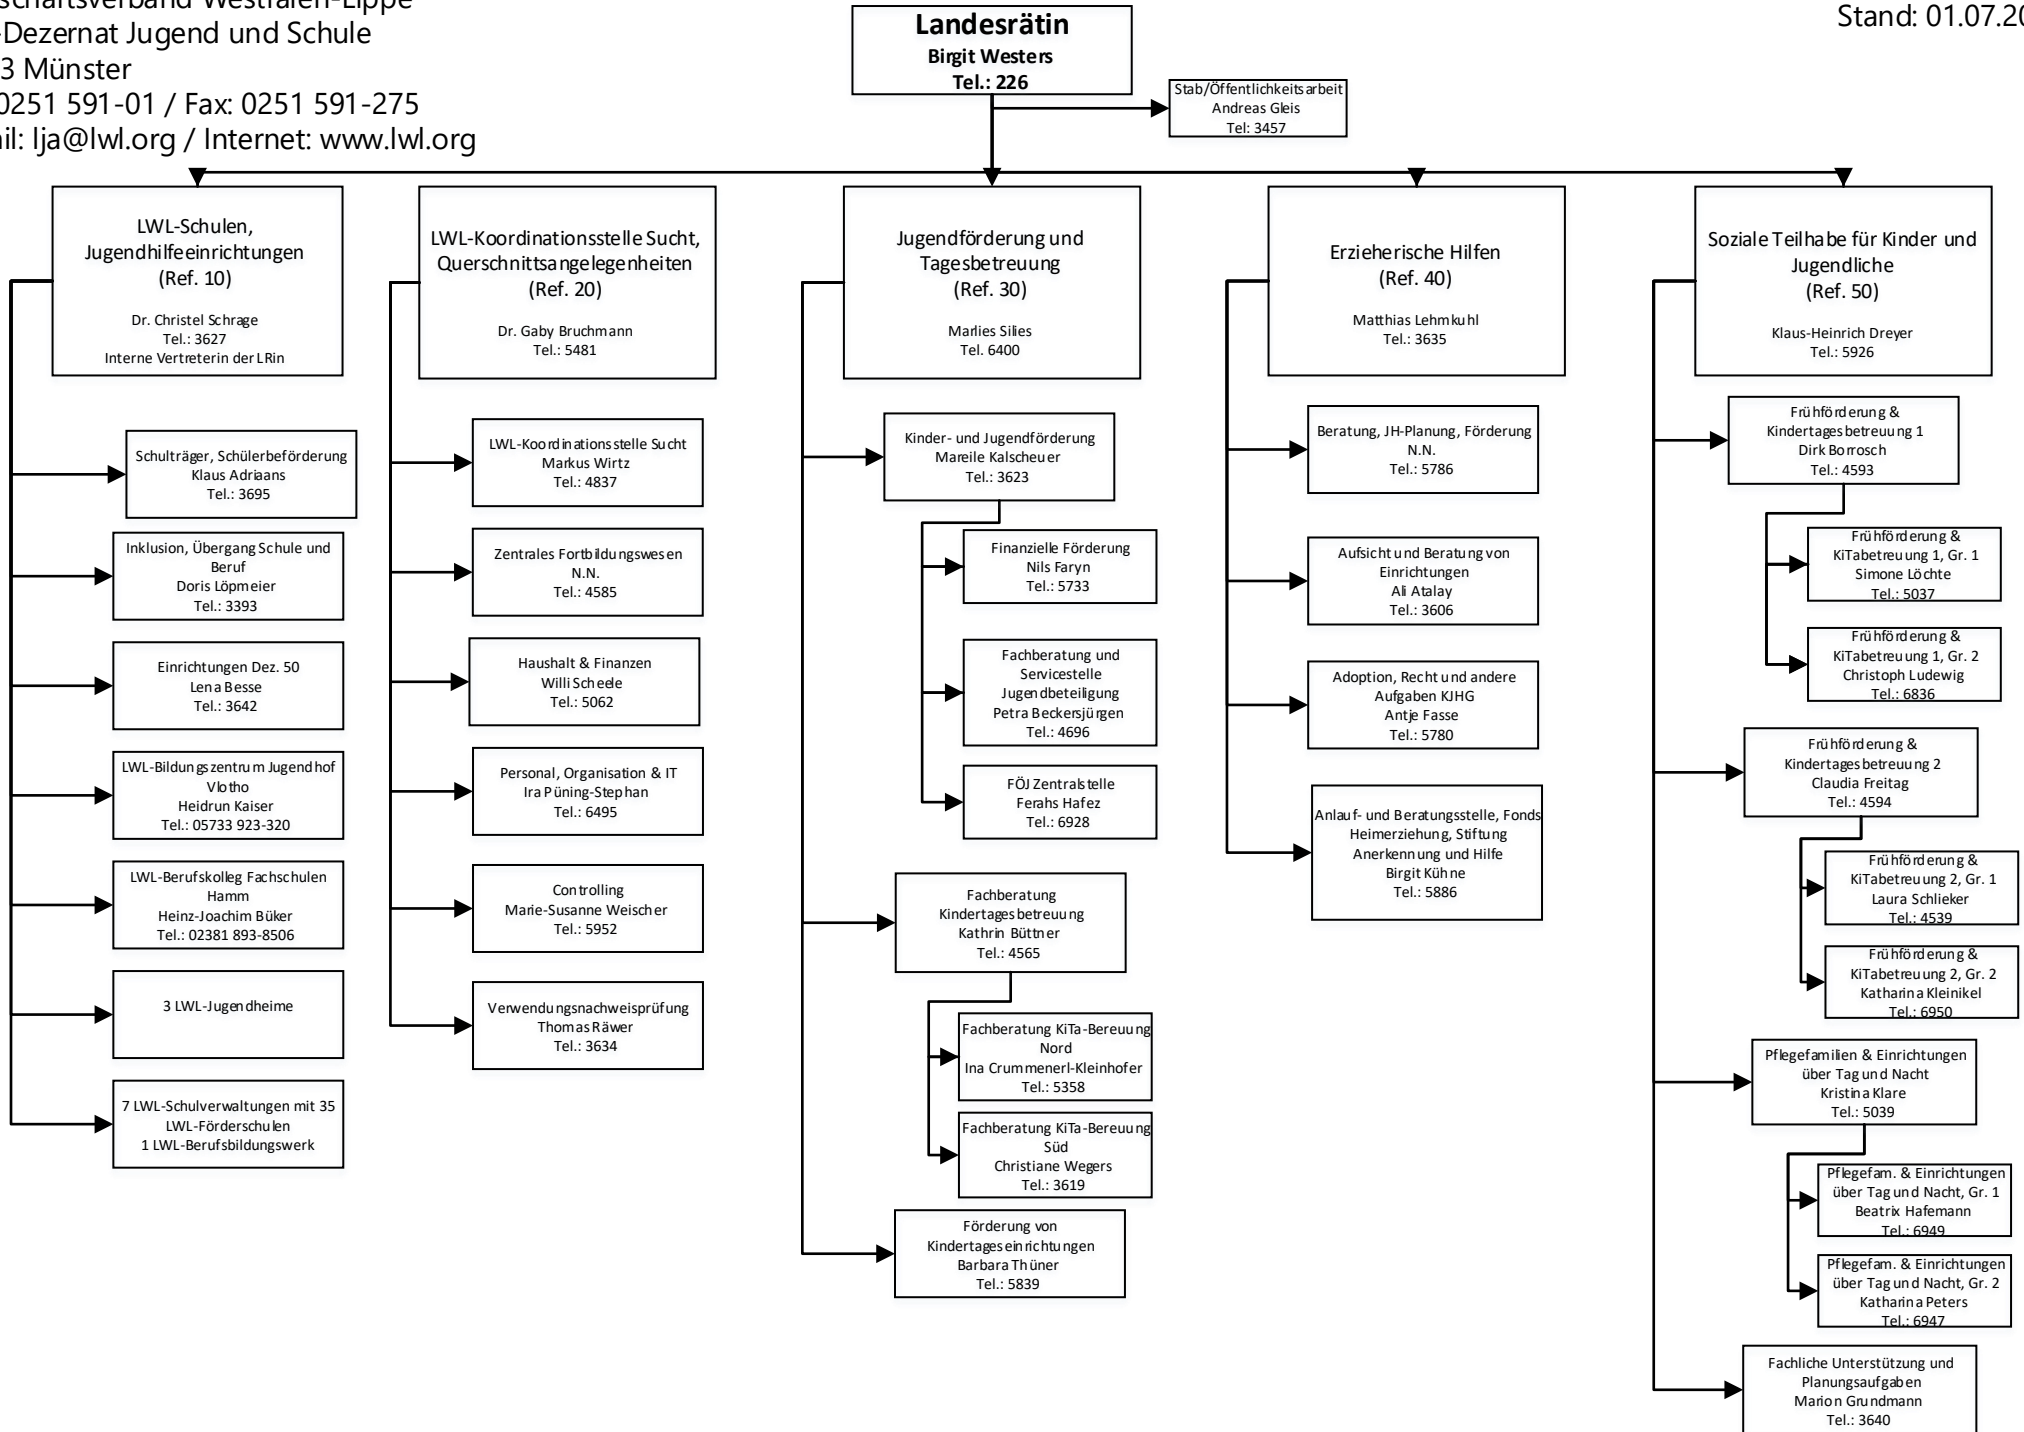 schaftsverband Westfalen-Lippe
-Dezernat Jugend und Schule
3 Münster
0251 591-01 / Fax: 0251 591-275
il: lja@lwl.org / Internet: www.lwl.org
Stand: 01.07.20
Landesrätin
Birgit Westers
Tel.: 226
Stab/Öffentlichkeitsarbeit
Andreas Gleis
Tel: 3457
LWL-Schulen,
Jugendhilfeeinrichtungen
(Ref. 10)
Dr. Christel Schrage
Tel.: 3627
Interne Vertreterin der LRin
Schulträger, Schülerbeförderung
Klaus Adriaans
Tel.: 3695
Inklusion, Übergang Schule und
Beruf
Doris Löpmeier
Tel.: 3393
Einrichtungen Dez. 50
Lena Besse
Tel.: 3642
LWL-Bildungszentrum Jugendhof
Vlotho
Heidrun Kaiser
Tel.: 05733 923-320
LWL-Berufskolleg Fachschulen
Hamm
Heinz-Joachim Büker
Tel.: 02381 893-8506
3 LWL-Jugendheime
7 LWL-Schulverwaltungen mit 35
LWL-Förderschulen
1 LWL-Berufsbildungswerk
LWL-Koordinationsstelle Sucht,
Querschnittsangelegenheiten
(Ref. 20)
Dr. Gaby Bruchmann
Tel.: 5481
LWL-Koordinationsstelle Sucht
Markus Wirtz
Tel.: 4837
Zentrales Fortbildungswesen
N.N.
Tel.: 4585
Haushalt & Finanzen
Willi Scheele
Tel.: 5062
Personal, Organisation & IT
Ira Püning-Stephan
Tel.: 6495
Controlling
Marie-Susanne Weischer
Tel.: 5952
Verwendungsnachweisprüfung
Thomas Räwer
Tel.: 3634
Jugendförderung und
Tagesbetreuung
(Ref. 30)
Marlies Silies
Tel. 6400
Kinder- und Jugendförderung
Mareile Kalscheuer
Tel.: 3623
Finanzielle Förderung
Nils Faryn
Tel.: 5733
Fachberatung und
Servicestelle
Jugendbeteiligung
Petra Beckersjürgen
Tel.: 4696
FÖJ Zentralstelle
Ferahs Hafez
Tel.: 6928
Fachberatung
Kindertagesbetreuung
Kathrin Büttner
Tel.: 4565
Fachberatung KiTa-Bereuung
Nord
Ina Crummenerl-Kleinhofer
Tel.: 5358
Fachberatung KiTa-Bereuung
Süd
Christiane Wegers
Tel.: 3619
Förderung von
Kindertageseinrichtungen
Barbara Thüner
Tel.: 5839
Erzieherische Hilfen
(Ref. 40)
Matthias Lehmkuhl
Tel.: 3635
Beratung, JH-Planung, Förderung
N.N.
Tel.: 5786
Aufsicht und Beratung von
Einrichtungen
Ali Atalay
Tel.: 3606
Adoption, Recht und andere
Aufgaben KJHG
Antje Fasse
Tel.: 5780
Anlauf- und Beratungsstelle, Fonds
Heimerziehung, Stiftung
Anerkennung und Hilfe
Birgit Kühne
Tel.: 5886
Soziale Teilhabe für Kinder und
Jugendliche
(Ref. 50)
Klaus-Heinrich Dreyer
Tel.: 5926
Frühförderung &
Kindertagesbetreuung 1
Dirk Borrosch
Tel.: 4593
Frühförderung &
KiTabetreuung 1, Gr. 1
Simone Löchte
Tel.: 5037
Frühförderung &
KiTabetreuung 1, Gr. 2
Christoph Ludewig
Tel.: 6836
Frühförderung &
Kindertagesbetreuung 2
Claudia Freitag
Tel.: 4594
Frühförderung &
KiTabetreuung 2, Gr. 1
Laura Schlieker
Tel.: 4539
Frühförderung &
KiTabetreuung 2, Gr. 2
Katharina Kleinikel
Tel.: 6950
Pflegefamilien & Einrichtungen
über Tag und Nacht
Kristina Klare
Tel.: 5039
Pflegefam. & Einrichtungen
über Tag und Nacht, Gr. 1
Beatrix Hafemann
Tel.: 6949
Pflegefam. & Einrichtungen
über Tag und Nacht, Gr. 2
Katharina Peters
Tel.: 6947
Fachliche Unterstützung und
Planungsaufgaben
Marion Grundmann
Tel.: 3640